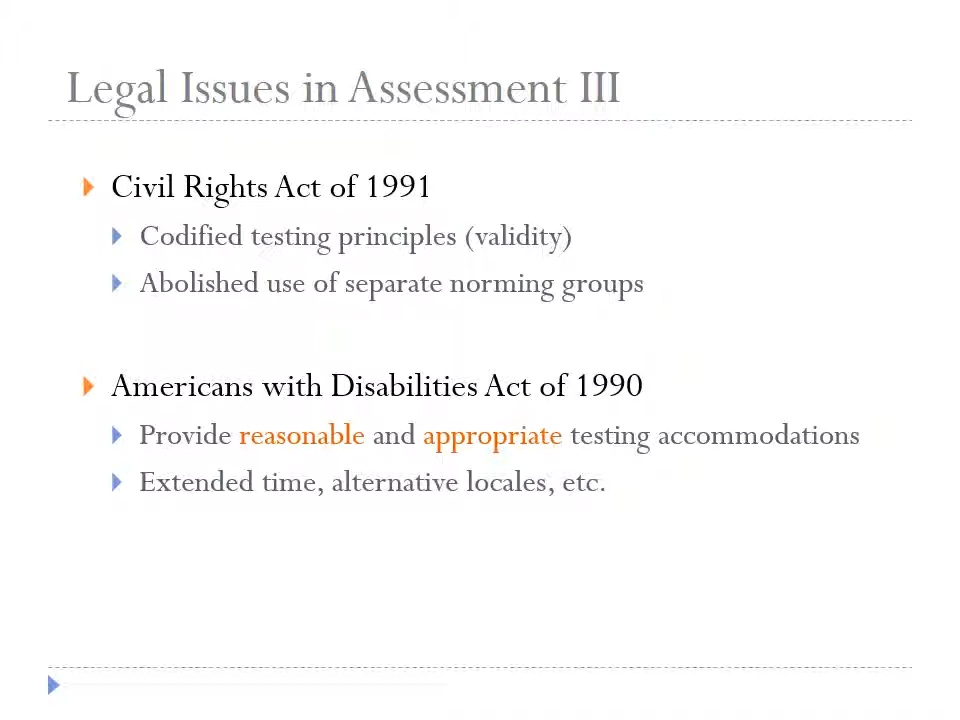 Legal Issues in Assessment III
Civil Rights Act of 1991
Codified testing principles (validity)
Abolished use of separate norming groups
Americans with Disabilities Act of 1990
Provide reasonable and appropriate testing accommodations
Extended time, alternative locales, etc.